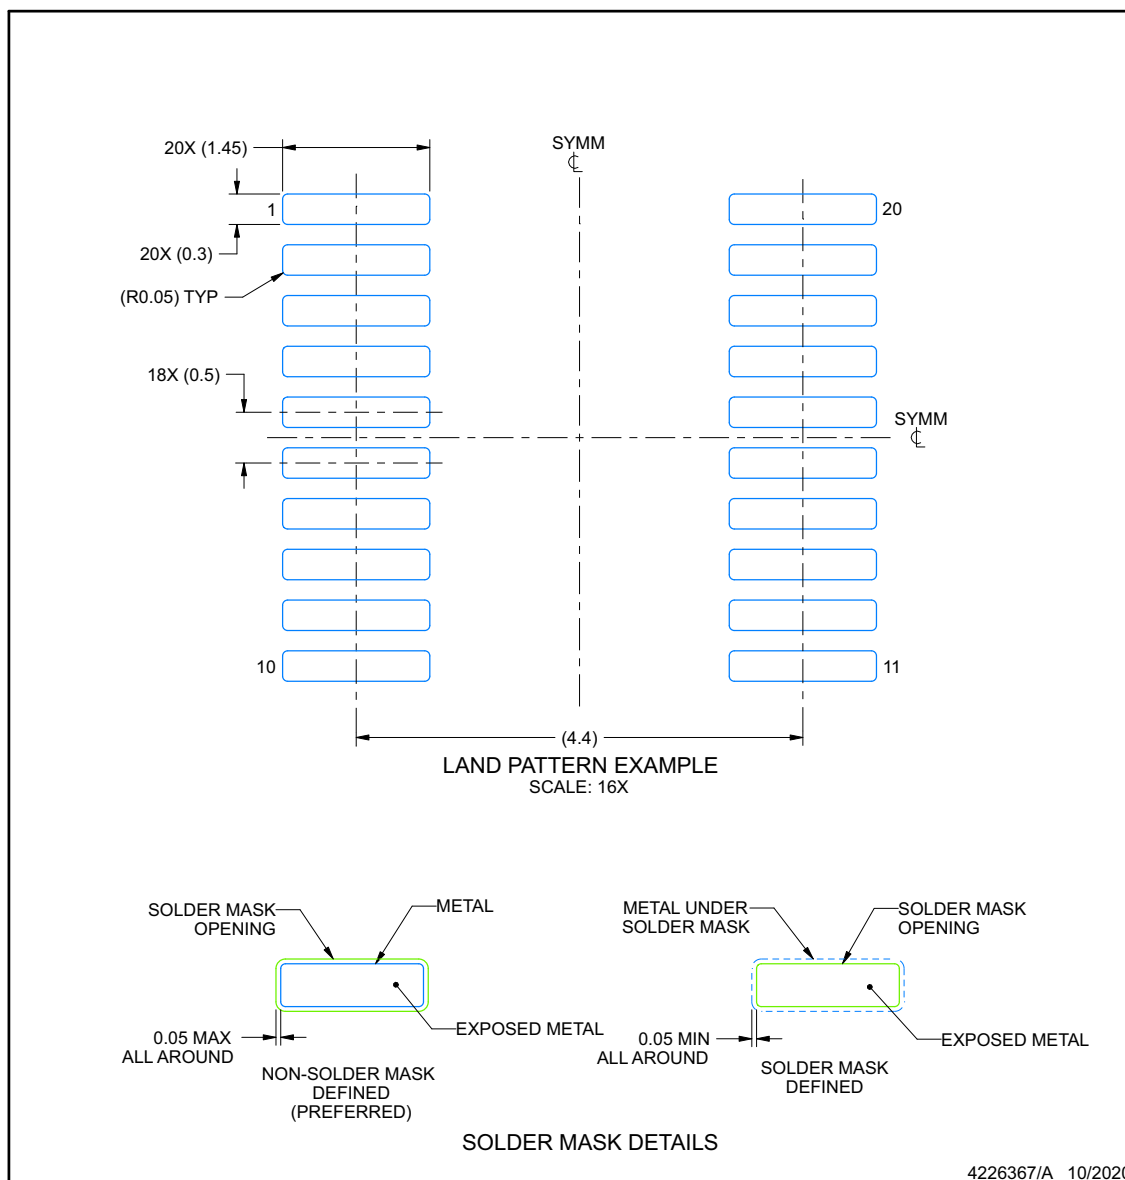 SYMM
℄
20X (1.45)
1
20
20X (0.3)
(R0.05) TYP
18X (0.5)
SYMM
℄
10
11
(4.4)
LAND PATTERN EXAMPLE
SCALE: 16X
SOLDER MASK
OPENING
METAL
EXPOSED METAL
0.05 MAX
ALL AROUND
NON-SOLDER MASK
DEFINED
(PREFERRED)
METAL UNDER
SOLDER MASK
SOLDER MASK
OPENING
EXPOSED METAL
0.05 MIN
ALL AROUND
SOLDER MASK
DEFINED
SOLDER MASK DETAILS
4226367/A 10/2020